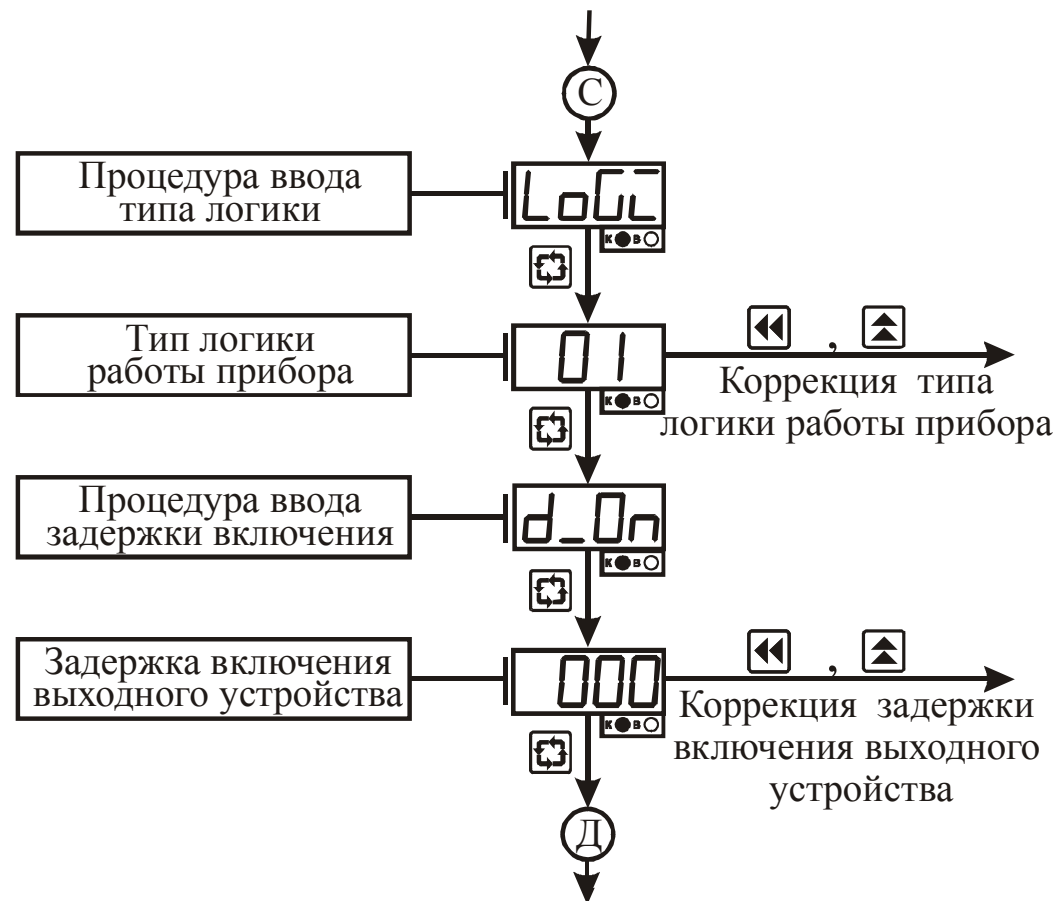 С
Процедура ввода
типа логики
LoGi
К В
Тип логики
работы прибора
01
К В
,
Коррекция типа
логики работы прибора
Процедура ввода
задержки включения
d_On
К В
Задержка включения
выходного устройства
000
К В
,
Коррекция задержки
включения выходного
устройства
Д